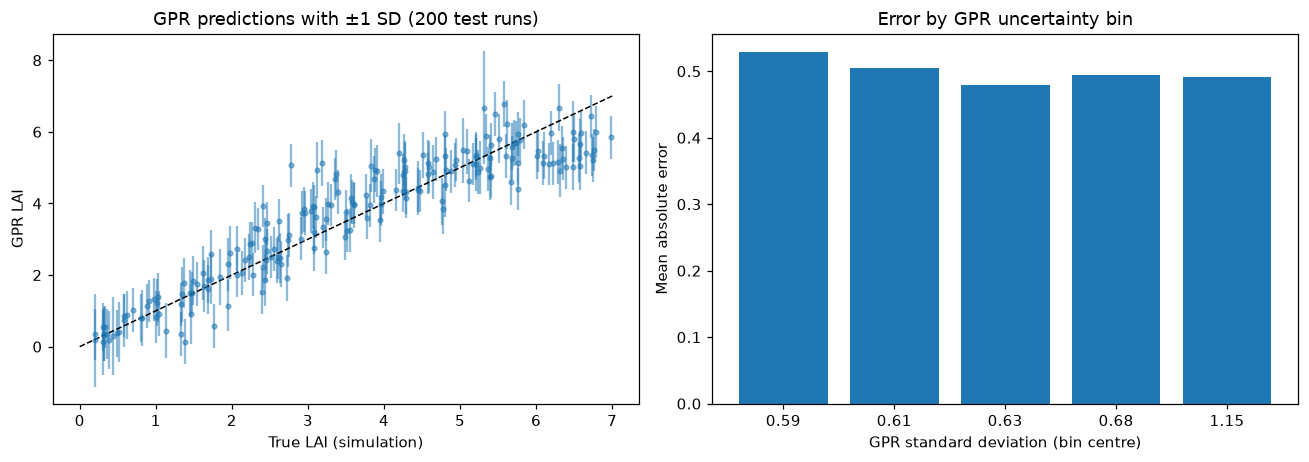 GPR predictions with ±1 SD (200 test runs)
GPR LAI
8
6
4
2
0
0 1 2 3 4 5 6 7
True LAI (simulation)
Error by GPR uncertainty bin
Mean absolute error
0.5
0.4
0.3
0.2
0.1
0.0
0.59 0.61 0.63 0.68 1.15
GPR standard deviation (bin centre)